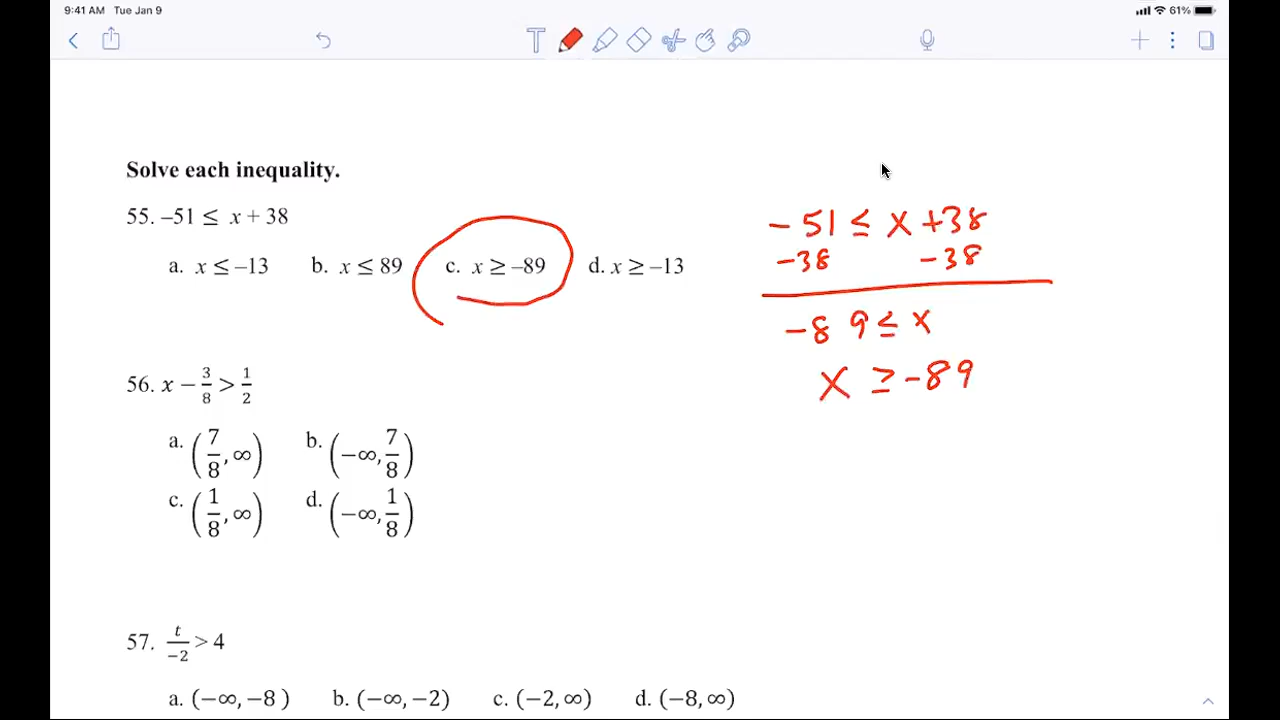 9:41 AM Tue Jan 9 61%
T
Solve each inequality.
55. –51 ≤ x + 38
a. x ≤ –13 b. x ≤ 89 c. x ≥ –89 d. x ≥ –13
56. x − 3/8 > 1/2
a. (7/8, ∞) b. (−∞, 7/8)
c. (1/8, ∞) d. (−∞, 1/8)
57. t/−2 > 4
a. (−∞, −8) b. (−∞, −2) c. (−2, ∞) d. (−8, ∞)
-51 ≤ x +38
-38 -38
-89 ≤ x
x ≥ -89